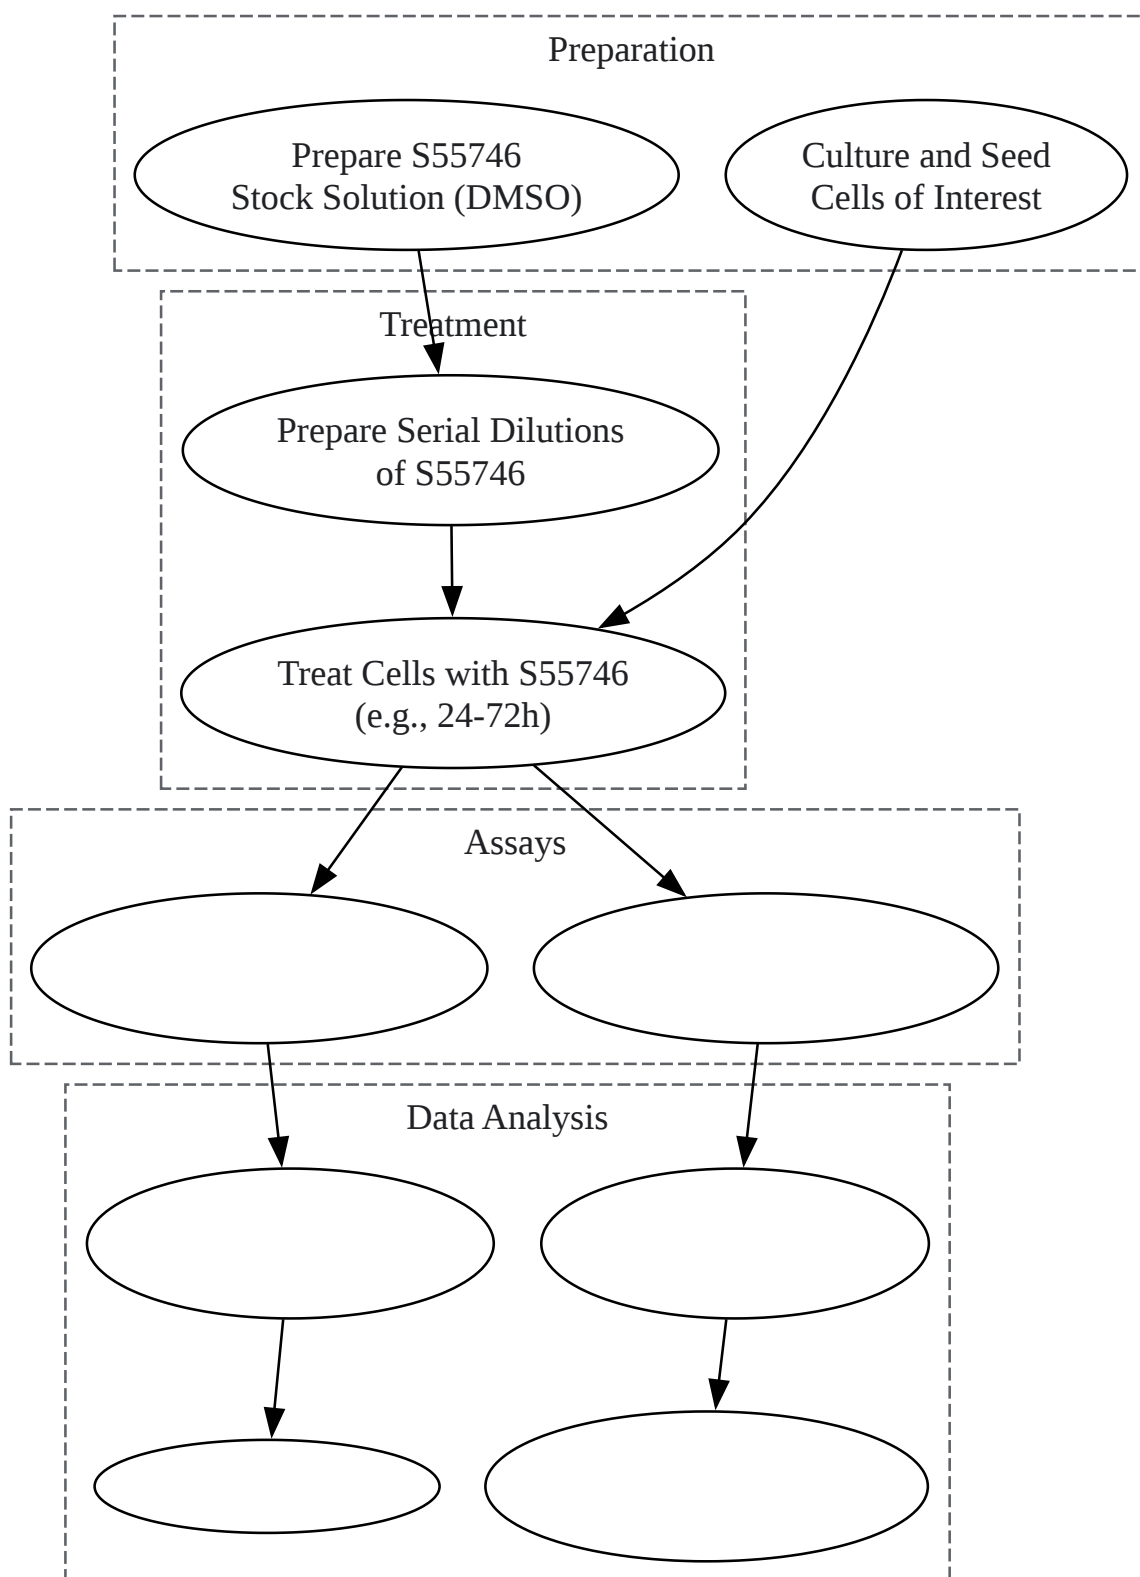 Preparation
Prepare S55746
Stock Solution (DMSO)
Culture and Seed
Cells of Interest
Treatment
Prepare Serial Dilutions
of S55746
Treat Cells with S55746
(e.g., 24-72h)
Assays
Data Analysis